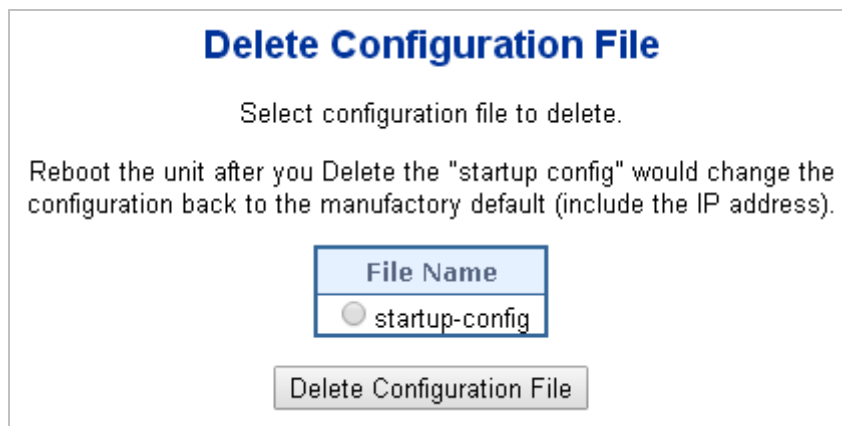 Delete Configuration File
Select configuration file to delete.
Reboot the unit after you Delete the "startup config" would change the
configuration back to the manufactory default (include the IP address).
File Name
startup-config
Delete Configuration File